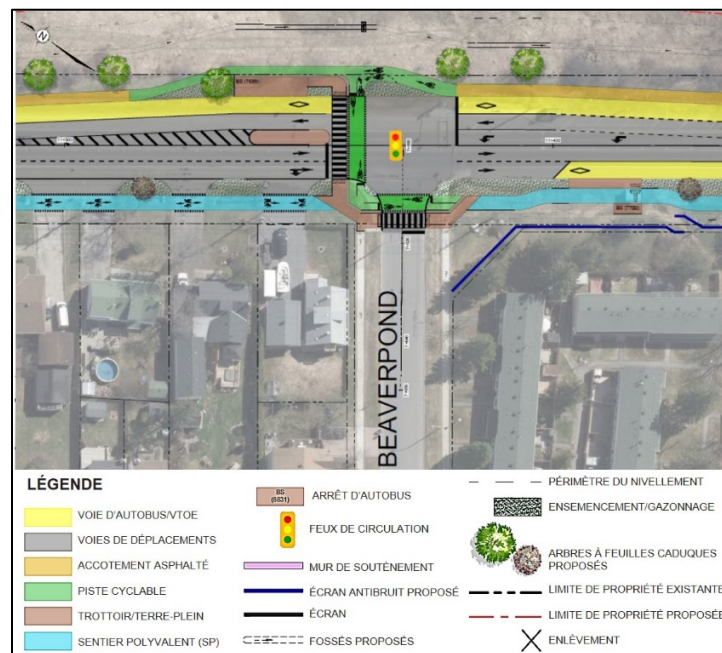 N
BEAVERPOND
LÉGENDE
VOIE D'AUTOBUS/VTOE
VOIES DE DÉPLACEMENTS
ACCOTEMENT ASPHALTÉ
PISTE CYCLABLE
TROTTOIR/TERRE-PLEIN
SENTIER POLYVALENT (SP)
BS
(6831)
ARRÊT D'AUTOBUS
FEUX DE CIRCULATION
MUR DE SOUTÈNEMENT
ÉCRAN ANTIBRUIT PROPOSÉ
ÉCRAN
FOSSÉS PROPOSÉS
PÉRIMÈTRE DU NIVELLEMENT
ENSEMENCEMENT/GAZONNAGE
ARBRES À FEUILLES CADUQUES
PROPOSÉS
LIMITE DE PROPRIÉTÉ EXISTANTE
LIMITE DE PROPRIÉTÉ PROPOSÉE
ENLÈVEMENT